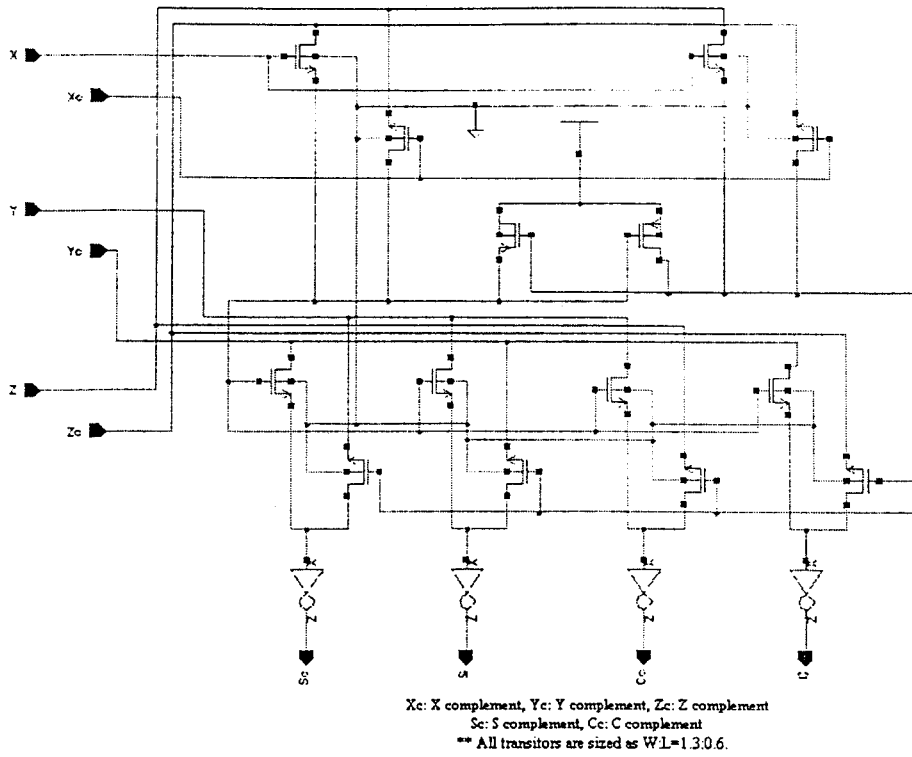 X
Xc
Y
Yc
Z
Zc
X
X
X
X
Z
Z
Z
Z
Sc
S
Cc
C
Xc: X complement, Yc: Y complement, Zc: Z complement
Sc: S complement, Cc: C complement
** All transitors are sized as W:L=1.3:0.6.